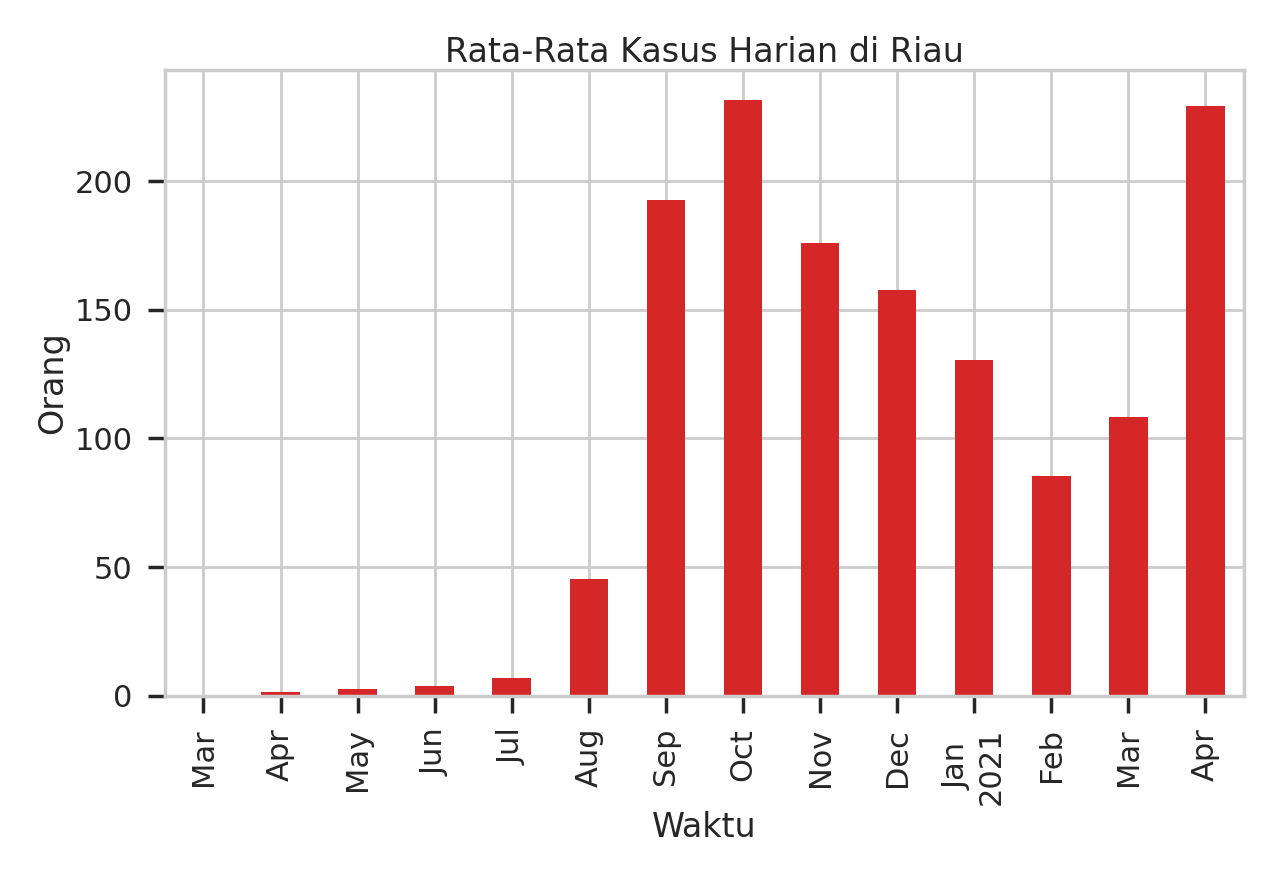 Rata-Rata Kasus Harian di Riau
Orang
200
150
100
50
0
Mar
Apr
May
Jun
Jul
Aug
Sep
Oct
Nov
Dec
Jan
2021
Feb
Mar
Apr
Waktu